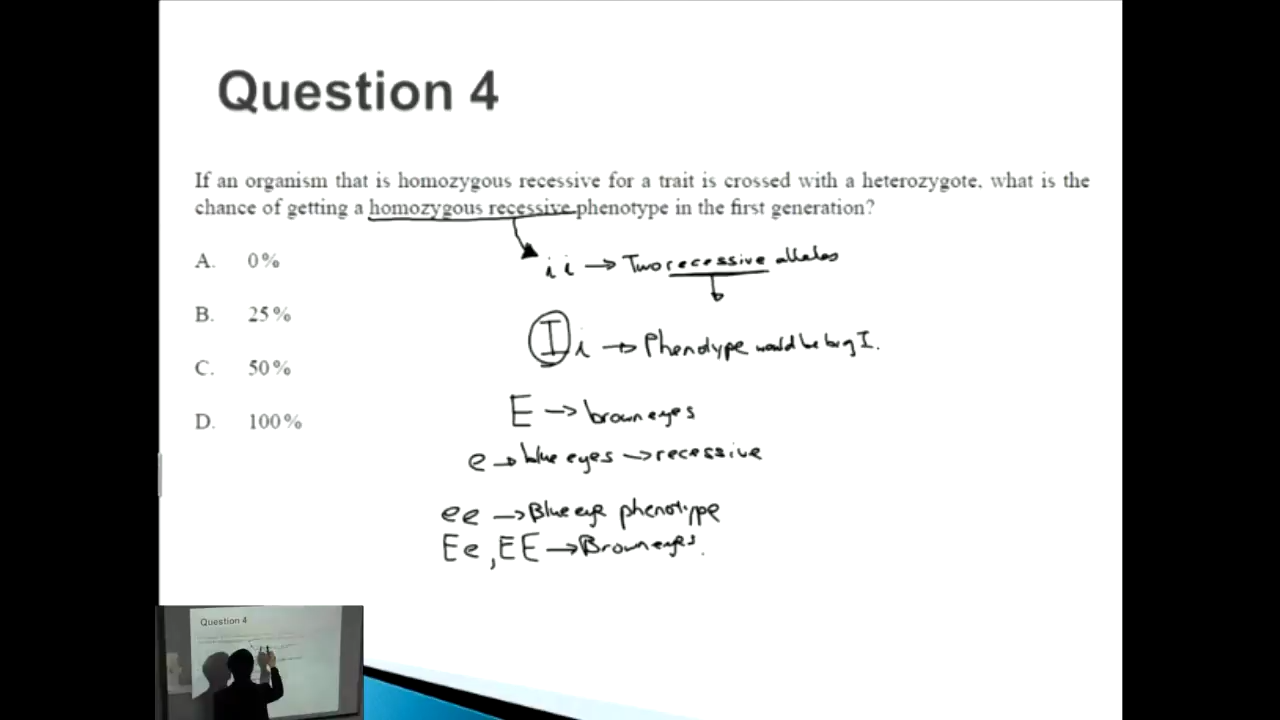 Question 4
If an organism that is homozygous recessive for a trait is crossed with a heterozygote, what is the
chance of getting a homozygous recessive phenotype in the first generation?
A. 0%
i i → Two recessive alleles
B. 25%
I i → Phenotype would be big I.
C. 50%
E → brown eyes
D. 100%
e → blue eyes → recessive
ee → Blue eye phenotype
Ee, EE → Brown eyes.
Question 4